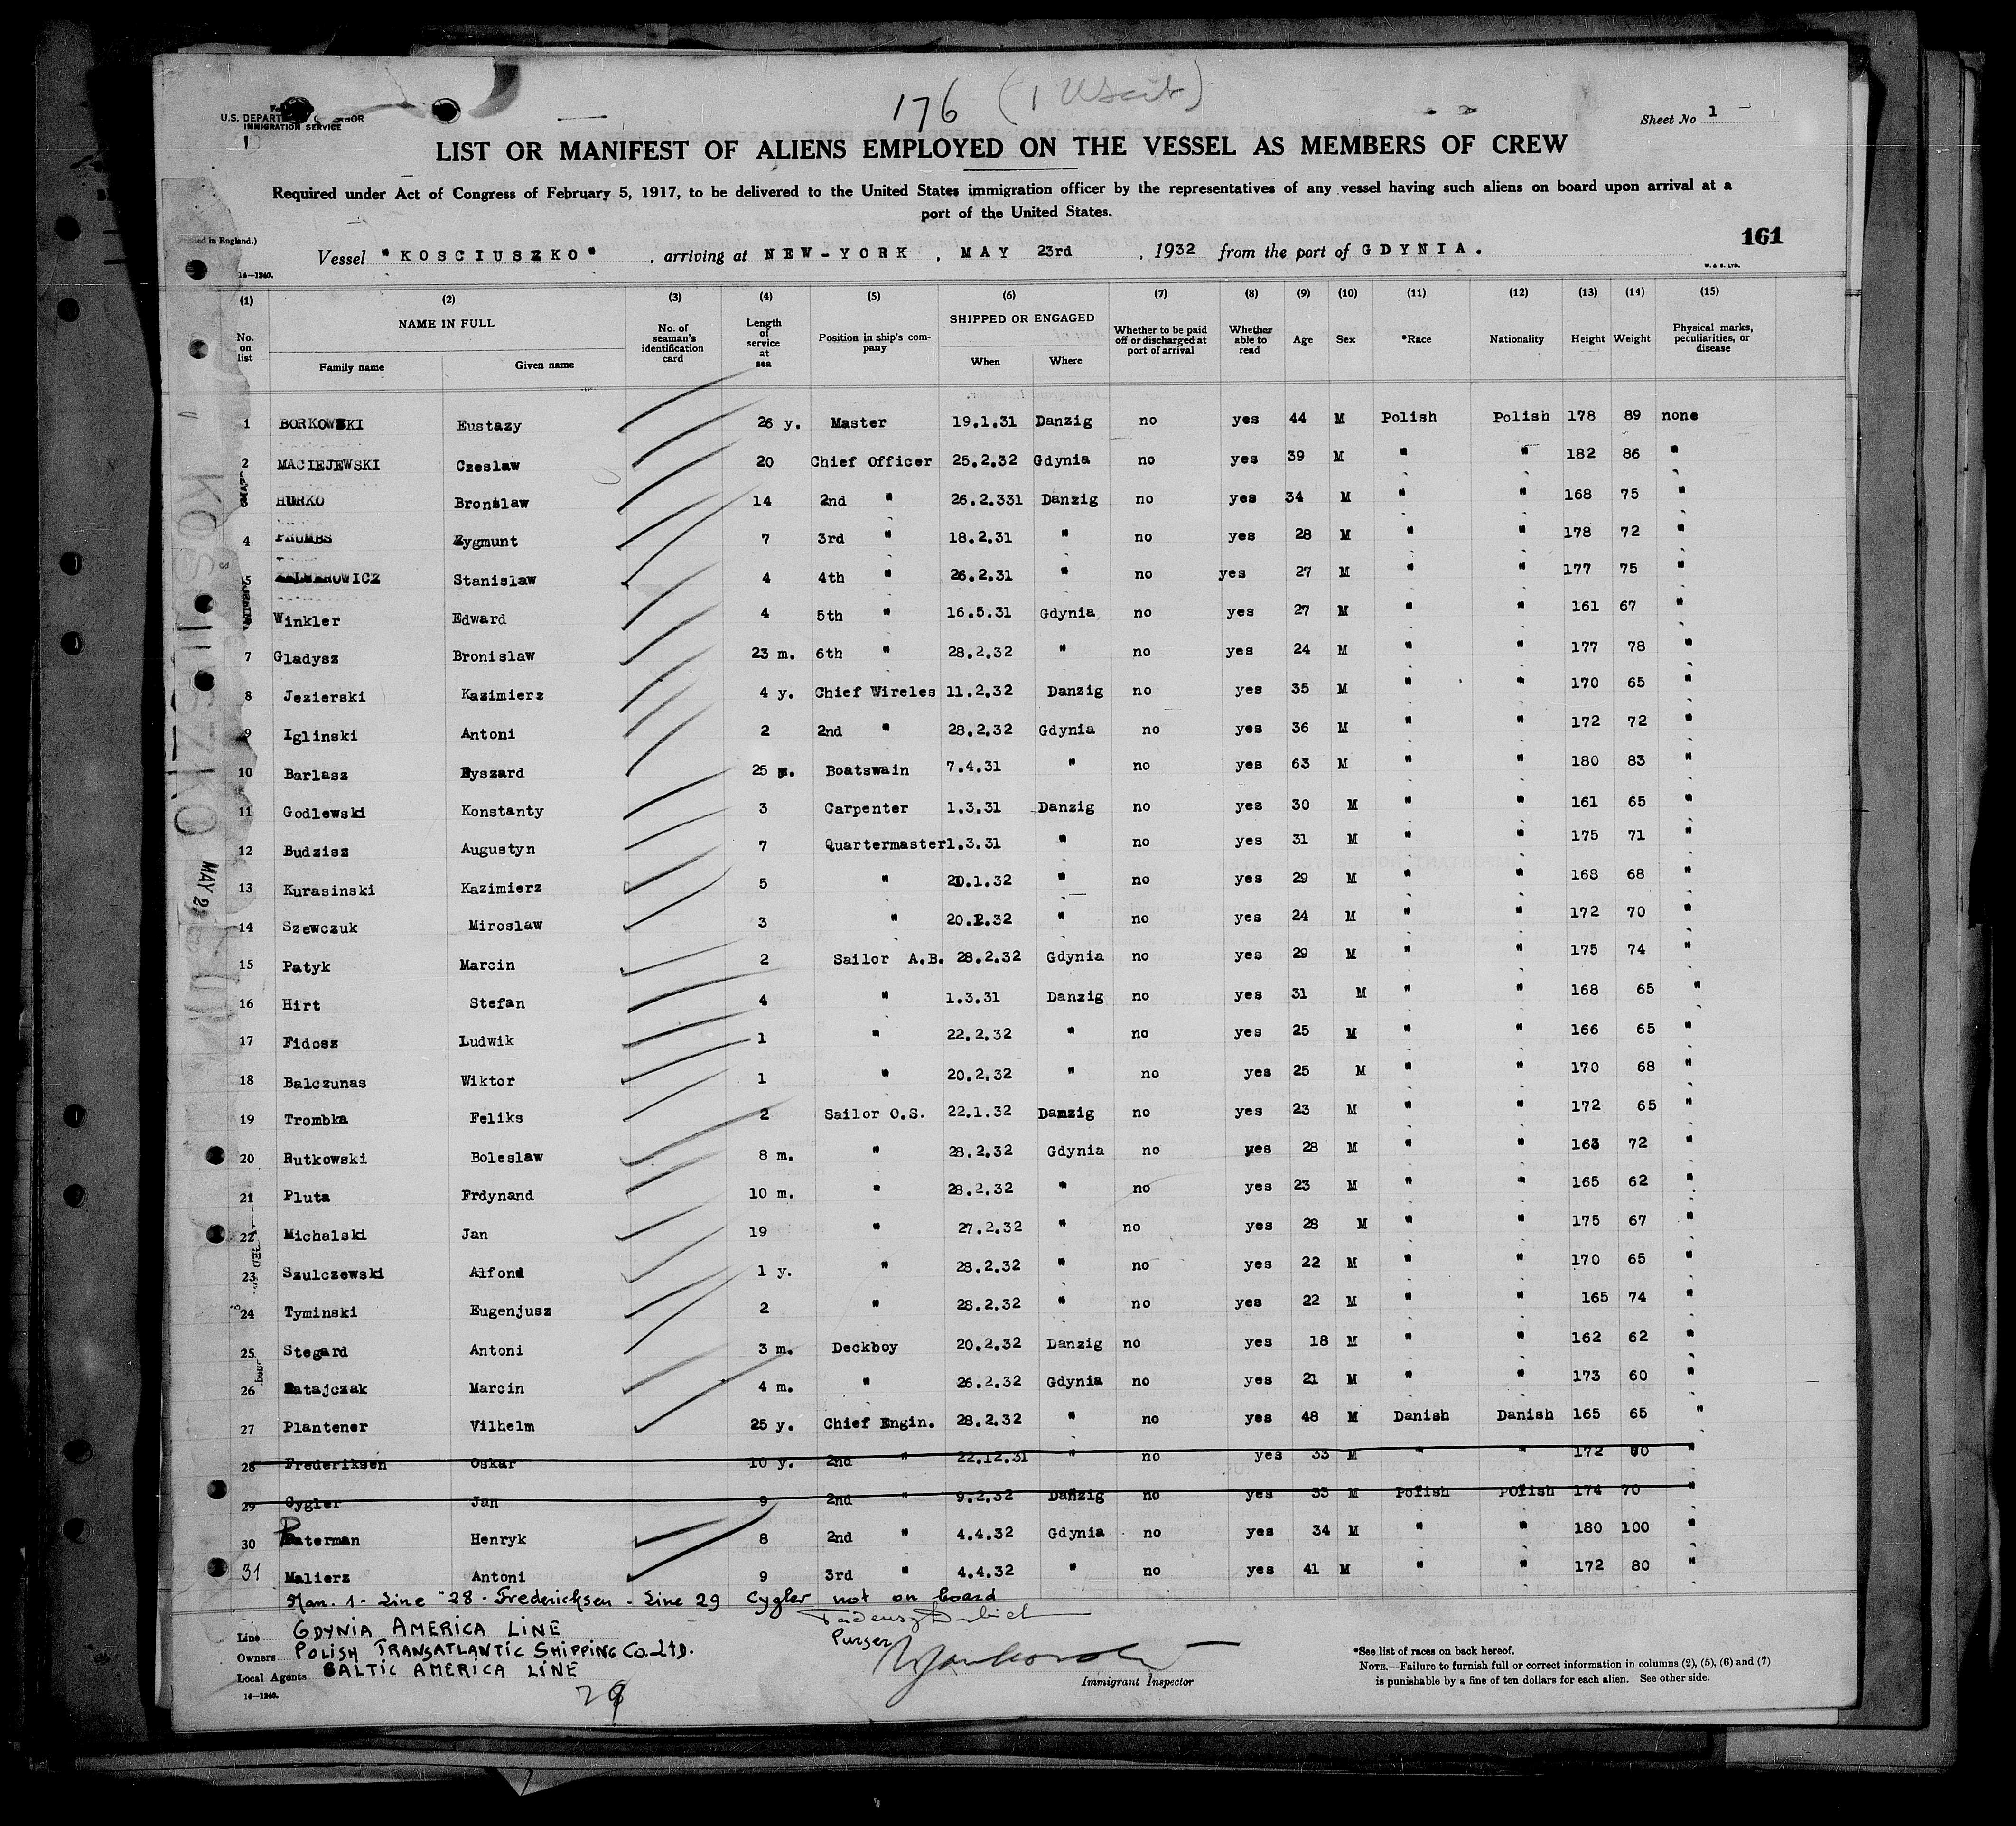 176
Sheet No 1
U.S. DEPARTMENT OF LABOR
IMMIGRATION SERVICE
LIST OR MANIFEST OF ALIENS EMPLOYED ON THE VESSEL AS MEMBERS OF CREW
Required under Act of Congress of February 5, 1917, to be delivered to the United States immigration officer by the representatives of any vessel having such aliens on board upon arrival at a
port of the United States.
161
Vessel "KOSCIUSZKO", arriving at NEW-YORK, MAY 23rd, 1932 from the port of GDYNIA.
14—1240.
W. & S. LTD.
(1) (2) (3) (4) (5) (6) (7) (8) (9) (10) (11) (12) (13) (14) (15)
No. on list NAME IN FULL Family name Given name No. of seaman's identification card Length of service at sea Position in ship's company SHIPPED OR ENGAGED When Where Whether to be paid off or discharged at port of arrival Whether able to read Age Sex *Race Nationality Height Weight Physical marks, peculiarities, or disease
1 BORKOWSKI Eustazy 26 y. Master 19.1.31 Danzig no yes 44 M Polish Polish 178 89 none
2 MACIEJEWSKI Czeslaw 20 Chief Officer 25.2.32 Gdynia no yes 39 M " " 182 86 "
3 HURKO Bronslaw 14 2nd " 26.2.331 Danzig no yes 34 M " " 168 75 "
4 PRUMBS Zygmunt 7 3rd " 18.2.31 " no yes 28 M " " 178 72 "
5 Stanislaw 4 4th " 26.2.31 " no yes 27 M " " 177 75 "
Winkler Edward 4 5th " 16.5.31 Gdynia no yes 27 M " " 161 67 "
7 Gladysz Bronislaw 23 m. 6th " 28.2.32 " no yes 24 M " " 177 78 "
8 Jezierski Kazimierz 4 y. Chief Wireles 11.2.32 Danzig no yes 35 M " " 170 65 "
9 Iglinski Antoni 2 2nd " 28.2.32 Gdynia no yes 36 M " " 172 72 "
10 Barlasz Ryszard 25 y. Boatswain 7.4.31 " no yes 63 M " " 180 83 "
11 Godlewski Konstanty 3 Carpenter 1.3.31 Danzig no yes 30 M " " 161 65 "
12 Budzisz Augustyn 7 Quartermaster 1.3.31 " no yes 31 M " " 175 71 "
13 Kurasinski Kazimierz 5 " 20.1.32 " no yes 29 M " " 168 68 "
14 Szewczuk Miroslaw 3 " 20.2.32 " no yes 24 M " " 172 70 "
15 Patyk Marcin 2 Sailor A.B. 28.2.32 Gdynia no yes 29 M " " 175 74 "
16 Hirt Stefan 4 " 1.3.31 Danzig no yes 31 M " " 168 65 "
17 Fidosz Ludwik 1 " 22.2.32 " no yes 25 M " " 166 65 "
18 Balczunas Wiktor 1 " 20.2.32 " no yes 25 M " " 170 68 "
19 Trombka Feliks 2 Sailor O.S. 22.1.32 Danzig no yes 23 M " " 172 65 "
20 Rutkowski Boleslaw 8 m. " 28.2.32 Gdynia no yes 28 M " " 163 72 "
21 Pluta Frdynand 10 m. " 28.2.32 " no yes 23 M " " 165 62 "
22 Michalski Jan 19 " 27.2.32 " no yes 28 M " " 175 67 "
23 Szulczewski Alfond 1 y. " 28.2.32 " no yes 22 M " " 170 65 "
24 Tyminski Eugenjusz 2 " 28.2.32 " no yes 22 M " " 165 74 "
25 Stegard Antoni 3 m. Deckboy 20.2.32 Danzig no yes 18 M " " 162 62 "
26 Ratajczak Marcin 4 m. " 26.2.32 Gdynia no yes 21 M " " 173 60 "
27 Plantener Vilhelm 25 y. Chief Engin. 28.2.32 " no yes 48 M Danish Danish 165 65 "
28 Frederiksen Oskar 10 y. 2nd " 22.12.31 " no yes 33 M " " 172 80 "
29 Cygler Jan 9 2nd " 9.2.32 Danzig no yes 33 M Polish Polish 174 70 "
30 Paterman Henryk 8 2nd " 4.4.32 Gdynia no yes 34 M " " 180 100 "
31 Malierz Antoni 9 3rd " 4.4.32 " no yes 41 M " " 172 80 "
Man. 1 - Line "28 - Fredericksen - Line 29 Cygler not on board
Purser
Line GDYNIA AMERICA LINE
Owners POLISH TRANSATLANTIC SHIPPING Co. LTD.
Local Agents BALTIC AMERICA LINE
14—1240.
Immigrant Inspector
*See list of races on back hereof.
NOTE.—Failure to furnish full or correct information in columns (2), (5), (6) and (7)
is punishable by a fine of ten dollars for each alien. See other side.
KOSCIUSZKO